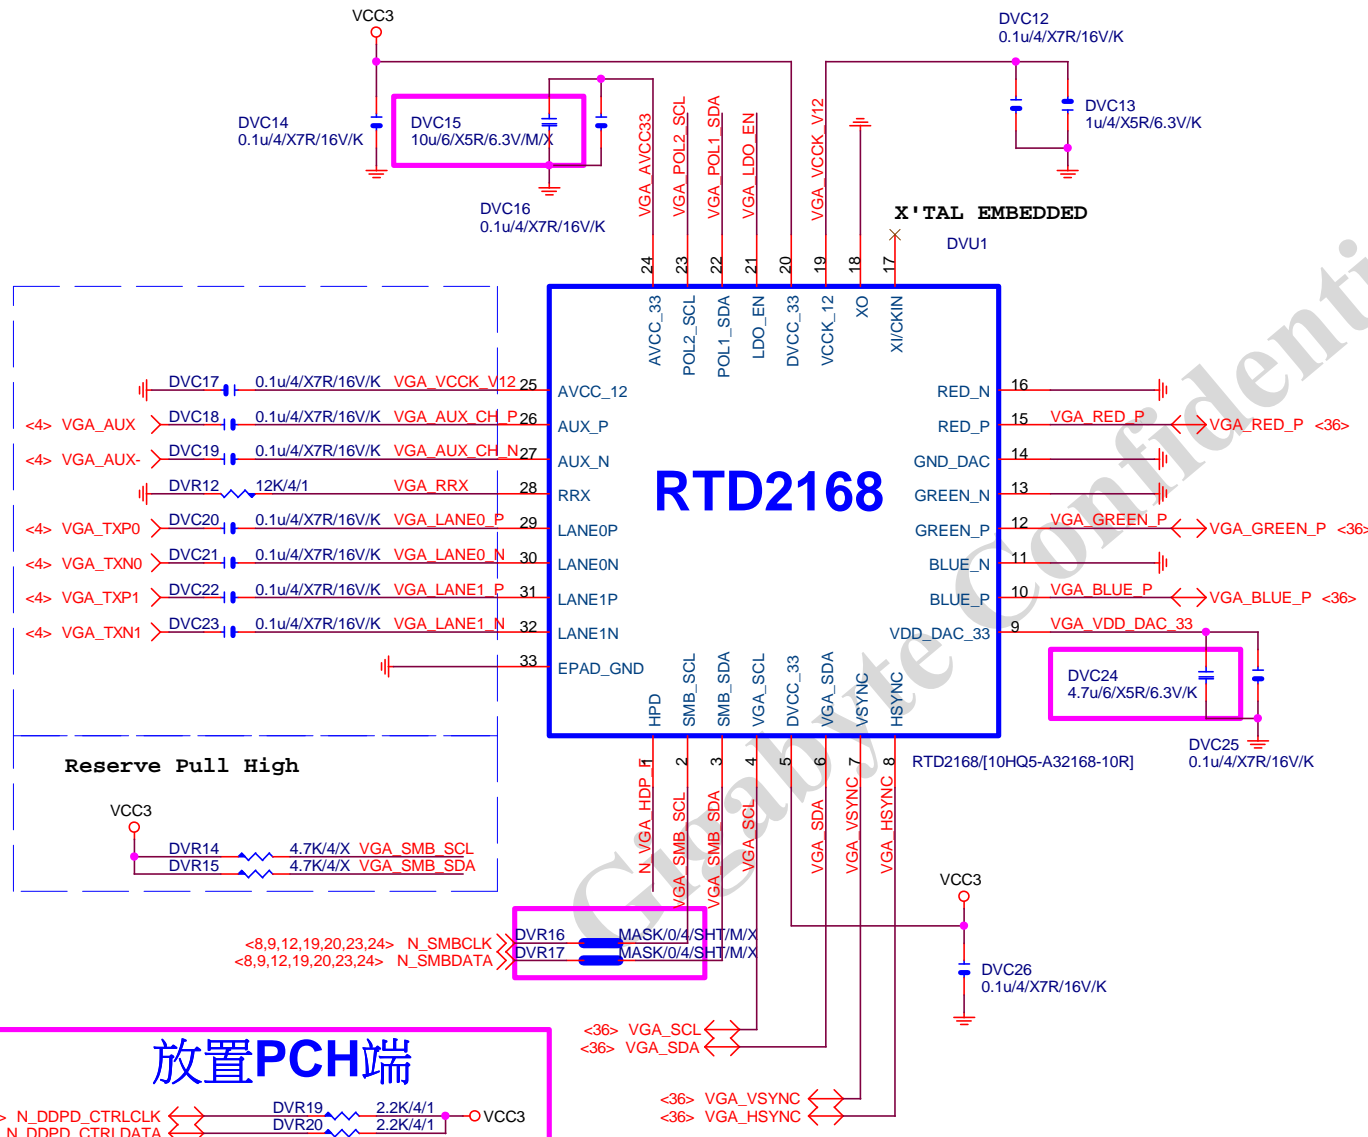 VCC3
DVC12
0.1u/4/X7R/16V/K
DVC14
0.1u/4/X7R/16V/K
DVC15
10u/6/X5R/6.3V/M/X
DVC13
1u/4/X5R/6.3V/K
DVC16
0.1u/4/X7R/16V/K
VGA_AVCC33
VGA_POL2_SCL
VGA_POL1_SDA
VGA_LDO_EN
VGA_VCCK_V12
X'TAL EMBEDDED
DVU1
24
23
22
21
20
19
18
17
AVCC_33
POL2_SCL
POL1_SDA
LDO_EN
DVCC_33
VCCK_12
XO
XI/CKIN
DVC17 0.1u/4/X7R/16V/K VGA_VCCK_V12 25 AVCC_12
<4> VGA_AUX DVC18 0.1u/4/X7R/16V/K VGA_AUX_CH_P 26 AUX_P
<4> VGA_AUX- DVC19 0.1u/4/X7R/16V/K VGA_AUX_CH_N 27 AUX_N
DVR12 12K/4/1 VGA_RRX 28 RRX
<4> VGA_TXP0 DVC20 0.1u/4/X7R/16V/K VGA_LANE0_P 29 LANE0P
<4> VGA_TXN0 DVC21 0.1u/4/X7R/16V/K VGA_LANE0_N 30 LANE0N
<4> VGA_TXP1 DVC22 0.1u/4/X7R/16V/K VGA_LANE1_P 31 LANE1P
<4> VGA_TXN1 DVC23 0.1u/4/X7R/16V/K VGA_LANE1_N 32 LANE1N
33 EPAD_GND
RTD2168
RED_N 16
RED_P 15 VGA_RED_P VGA_RED_P <36>
GND_DAC 14
GREEN_N 13
GREEN_P 12 VGA_GREEN_P VGA_GREEN_P <36>
BLUE_N 11
BLUE_P 10 VGA_BLUE_P VGA_BLUE_P <36>
VDD_DAC_33 9 VGA_VDD_DAC_33
DVC24
4.7u/6/X5R/6.3V/K
DVC25
0.1u/4/X7R/16V/K
HPD
SMB_SCL
SMB_SDA
VGA_SCL
DVCC_33
VGA_SDA
VSYNC
HSYNC
1
2
3
4
5
6
7
8
RTD2168/[10HQ5-A32168-10R]
VGA_SMB_SCL
VGA_SMB_SDA
VGA_SCL
VGA_SDA
VGA_VSYNC
VGA_HSYNC
Reserve Pull High
VCC3
DVR14 4.7K/4/X VGA_SMB_SCL
DVR15 4.7K/4/X VGA_SMB_SDA
<8,9,12,19,20,23,24> N_SMBCLK DVR16 MASK/0/4/SHT/M/X
<8,9,12,19,20,23,24> N_SMBDATA DVR17 MASK/0/4/SHT/M/X
VCC3
DVC26
0.1u/4/X7R/16V/K
<36> VGA_SCL
<36> VGA_SDA
<36> VGA_VSYNC
<36> VGA_HSYNC
放置PCH端
N_DDPD_CTRLCLK DVR19 2.2K/4/1 VCC3
N_DDPD_CTRLDATA DVR20 2.2K/4/1
Gigabyte Confidenti